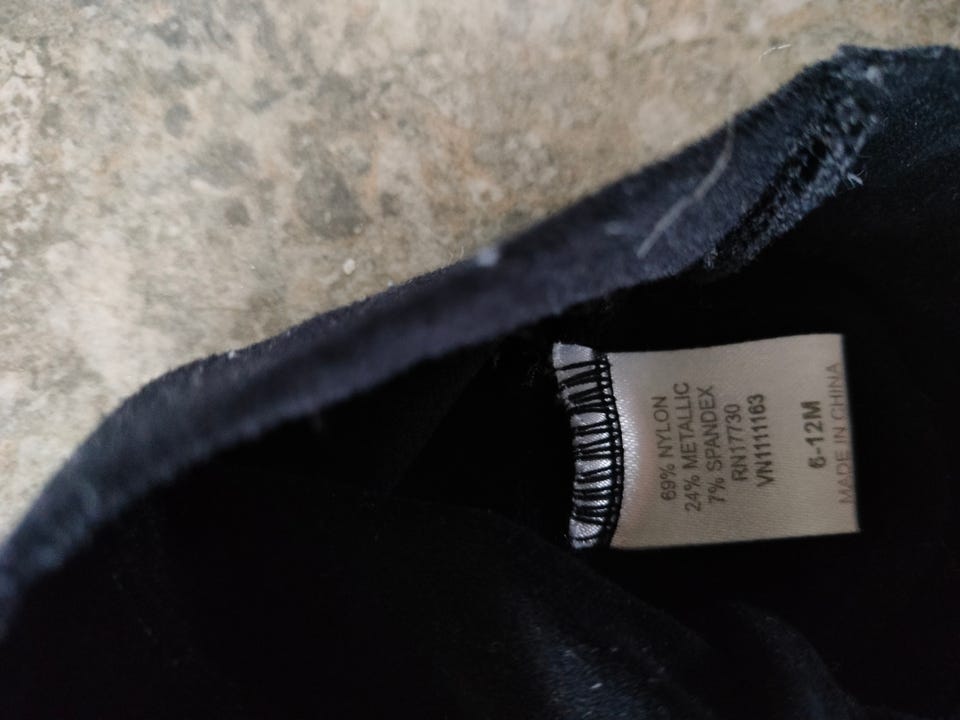 69% NYLON
24% METALLIC
7% SPANDEX
RN17730
VN1111163
6-12M
MADE IN CHINA